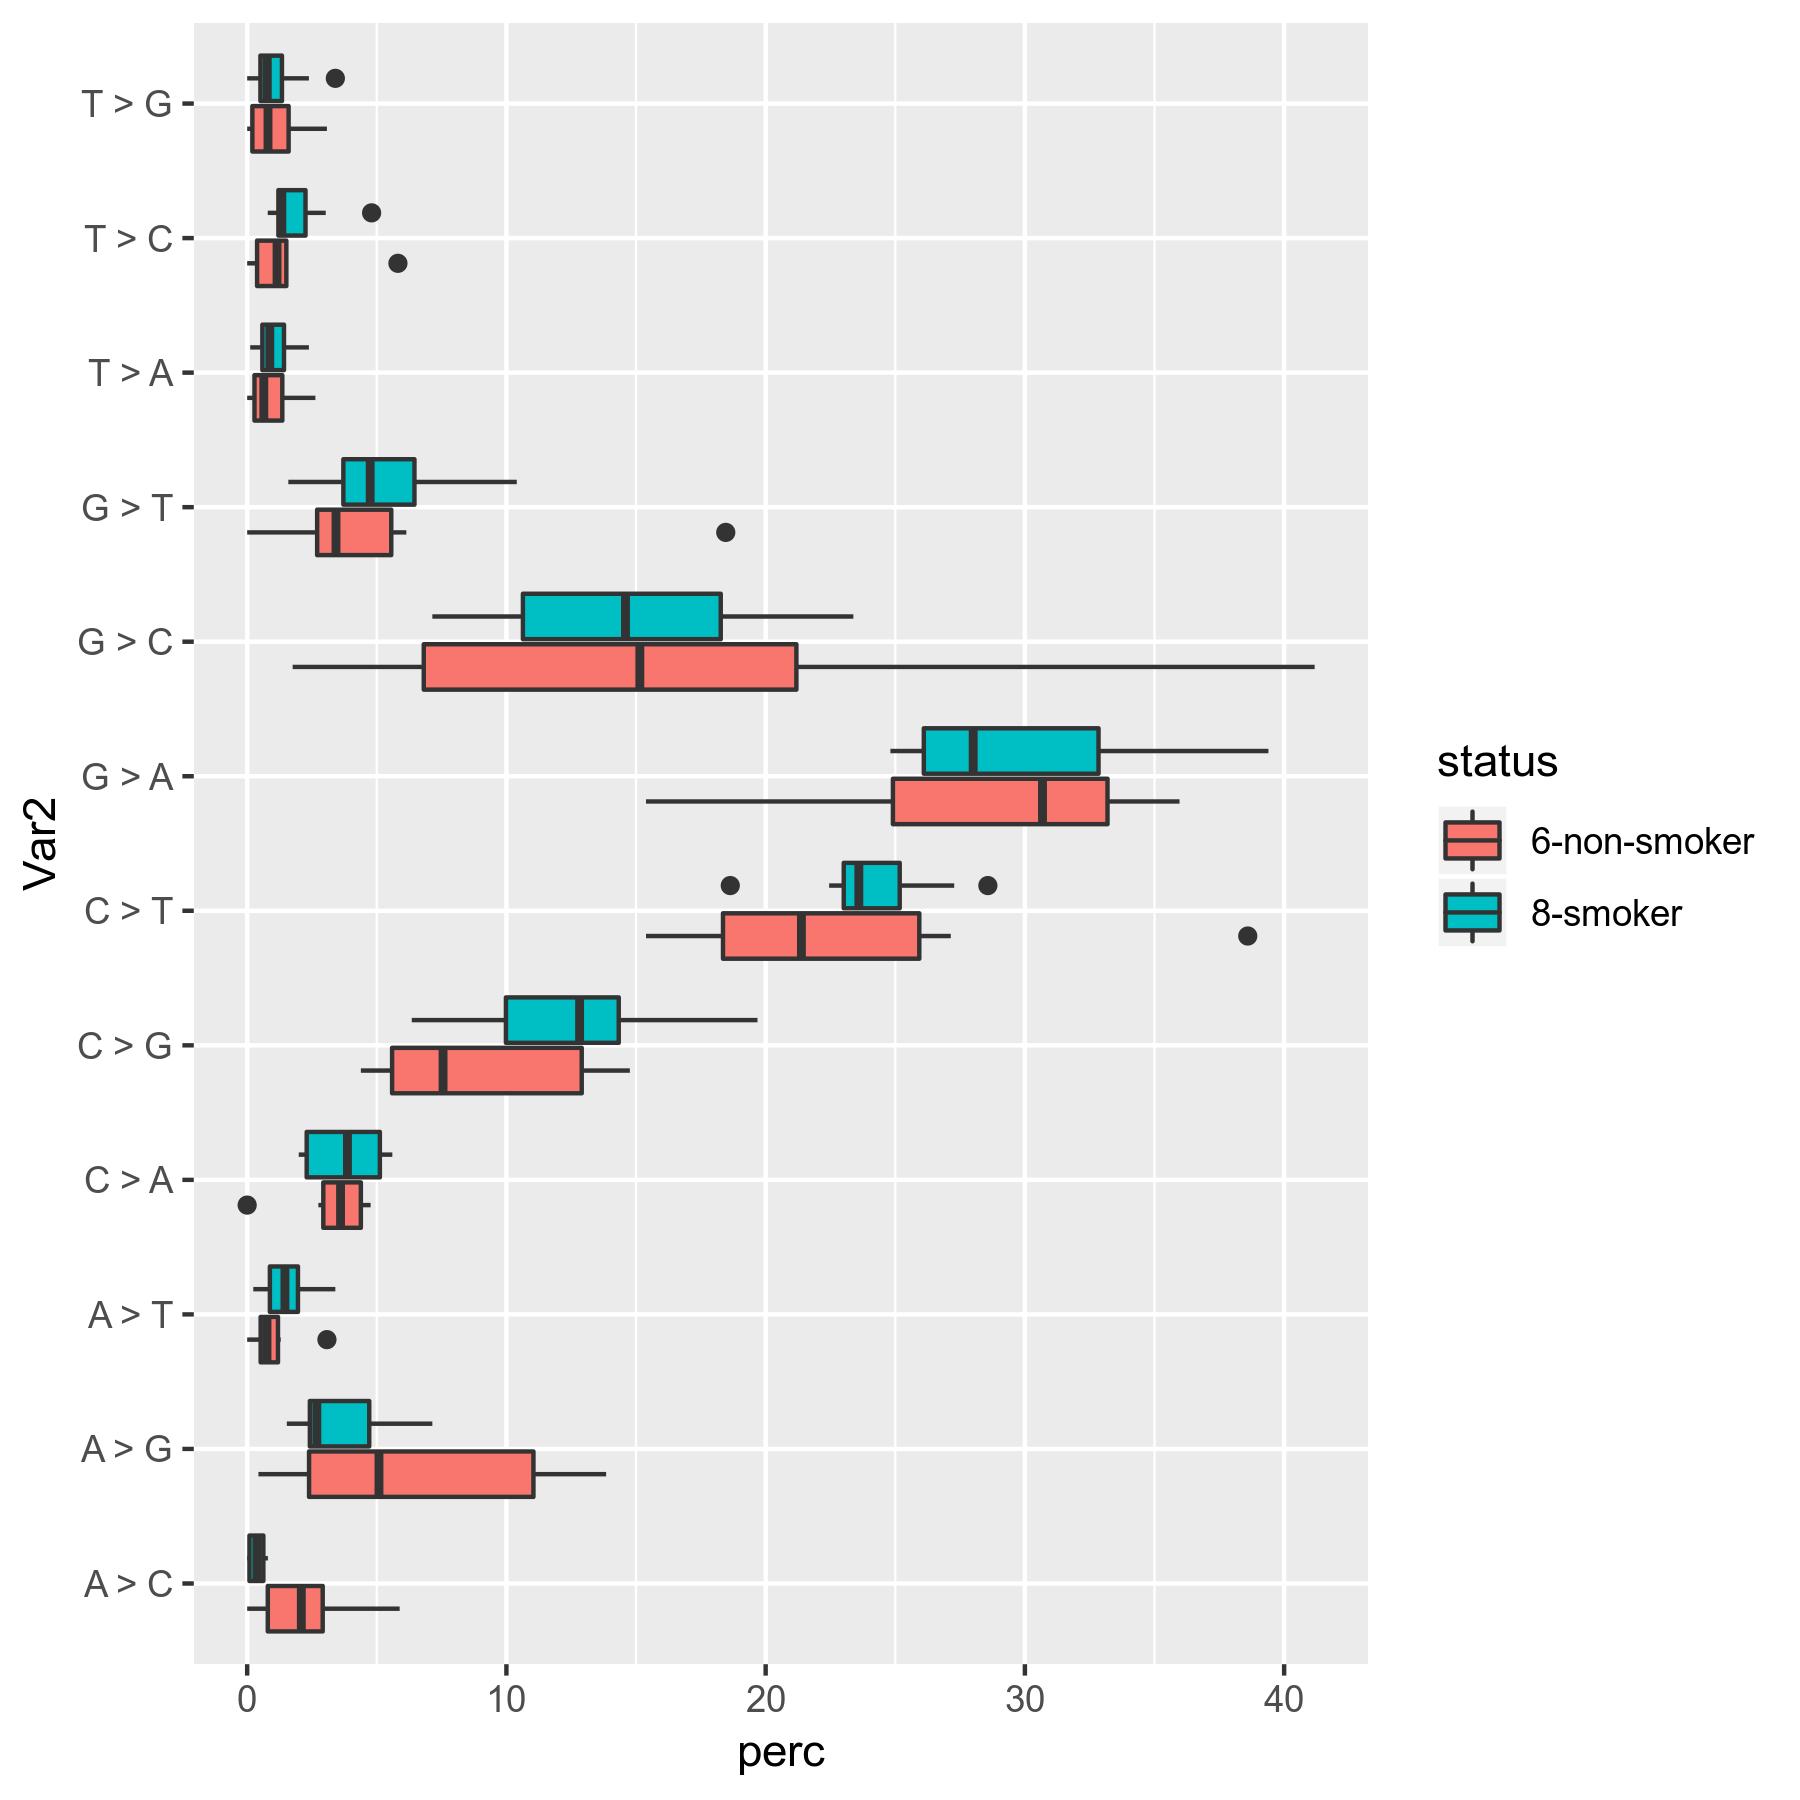 T > G
T > C
T > A
G > T
G > C
G > A
C > T
C > G
C > A
A > T
A > G
A > C
Var2
0 10 20 30 40
perc
status
6-non-smoker
8-smoker